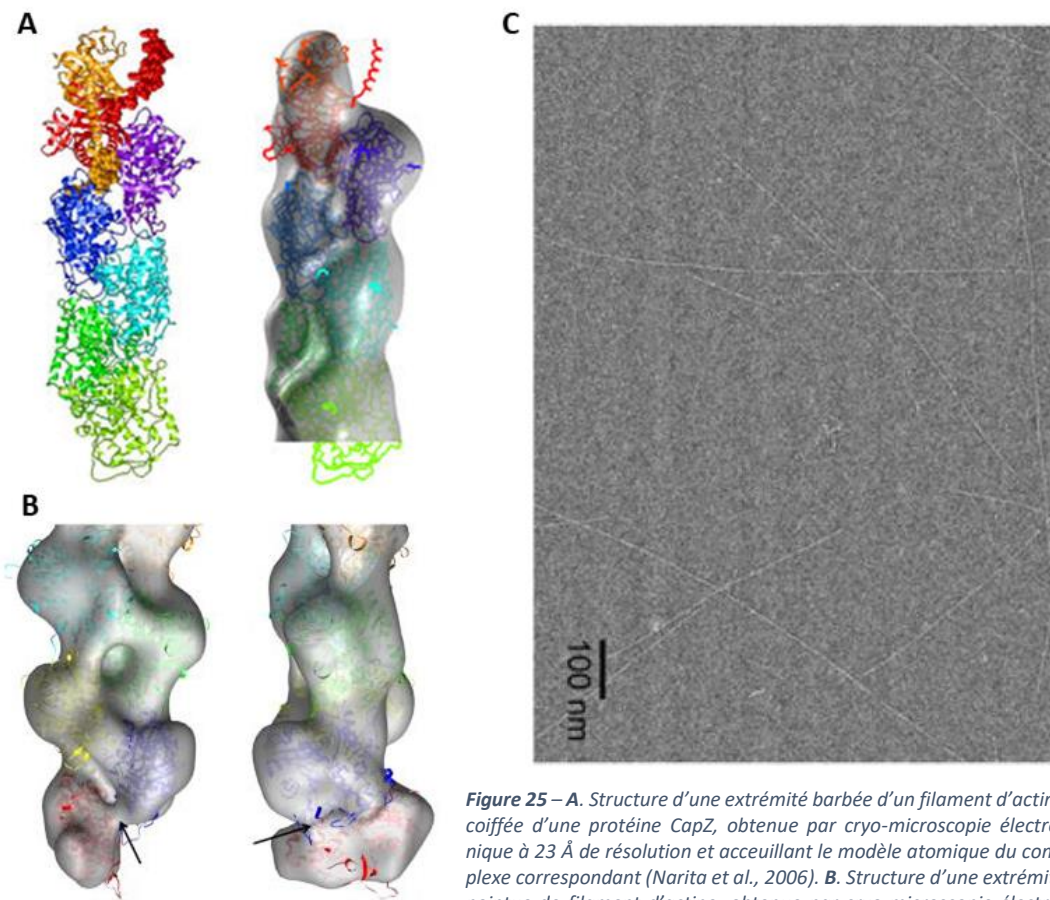 A
C
B
100 nm
Figure 25 – A. Structure d'une extrémité barbée d'un filament d'actin
coiffée d'une protéine CapZ, obtenue par cryo-microscopie électro-
nique à 23 Å de résolution et acceuillant le modèle atomique du com
plexe correspondant (Narita et al., 2006). B. Structure d'une extrémi